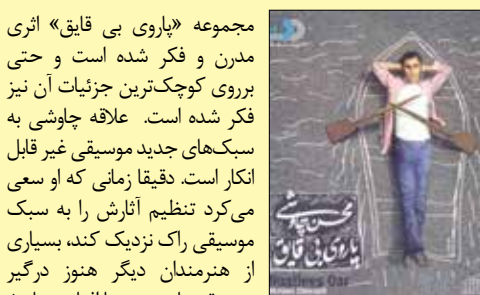 مجموعه «پاروی بی قایق» اثری
مدرن و فکر شده است و حتی
برروی کوچک‌ترین جزئیات آن نیز
فکر شده است. علاقه چاوشی به
سبک‌های جدید موسیقی غیر قابل
انکار است. دقیقا زمانی که او سعی
می‌کرد تنظیم آثارش را به سبک
موسیقی راک نزدیک کند، بسیاری
از هنرمندان دیگر هنوز درگیر
محسن چاوشی
پاروی بی قایق